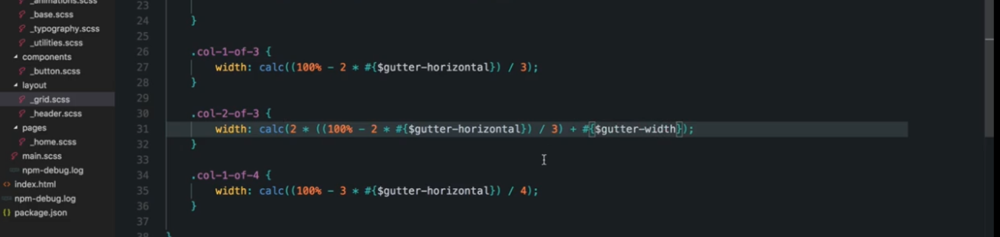 _animations.scss
_base.scss
_typography.scss
_utilities.scss
components
_button.scss
layout
_grid.scss
_header.scss
pages
_home.scss
main.scss
npm-debug.log
index.html
npm-debug.log
package.json
23
24 }
25
26 .col-1-of-3 {
27 width: calc((100% - 2 * #{$gutter-horizontal}) / 3);
28 }
29
30 .col-2-of-3 {
31 width: calc(2 * ((100% - 2 * #{$gutter-horizontal}) / 3) + #{$gutter-width});
32 }
33
34 .col-1-of-4 {
35 width: calc((100% - 3 * #{$gutter-horizontal}) / 4);
36 }
37
38 }